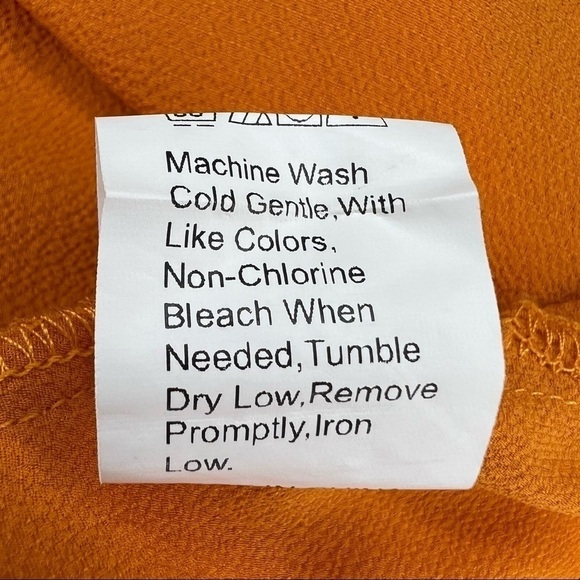 Machine Wash
Cold Gentle,With
Like Colors,
Non-Chlorine
Bleach When
Needed,Tumble
Dry Low,Remove
Promptly,Iron
Low.